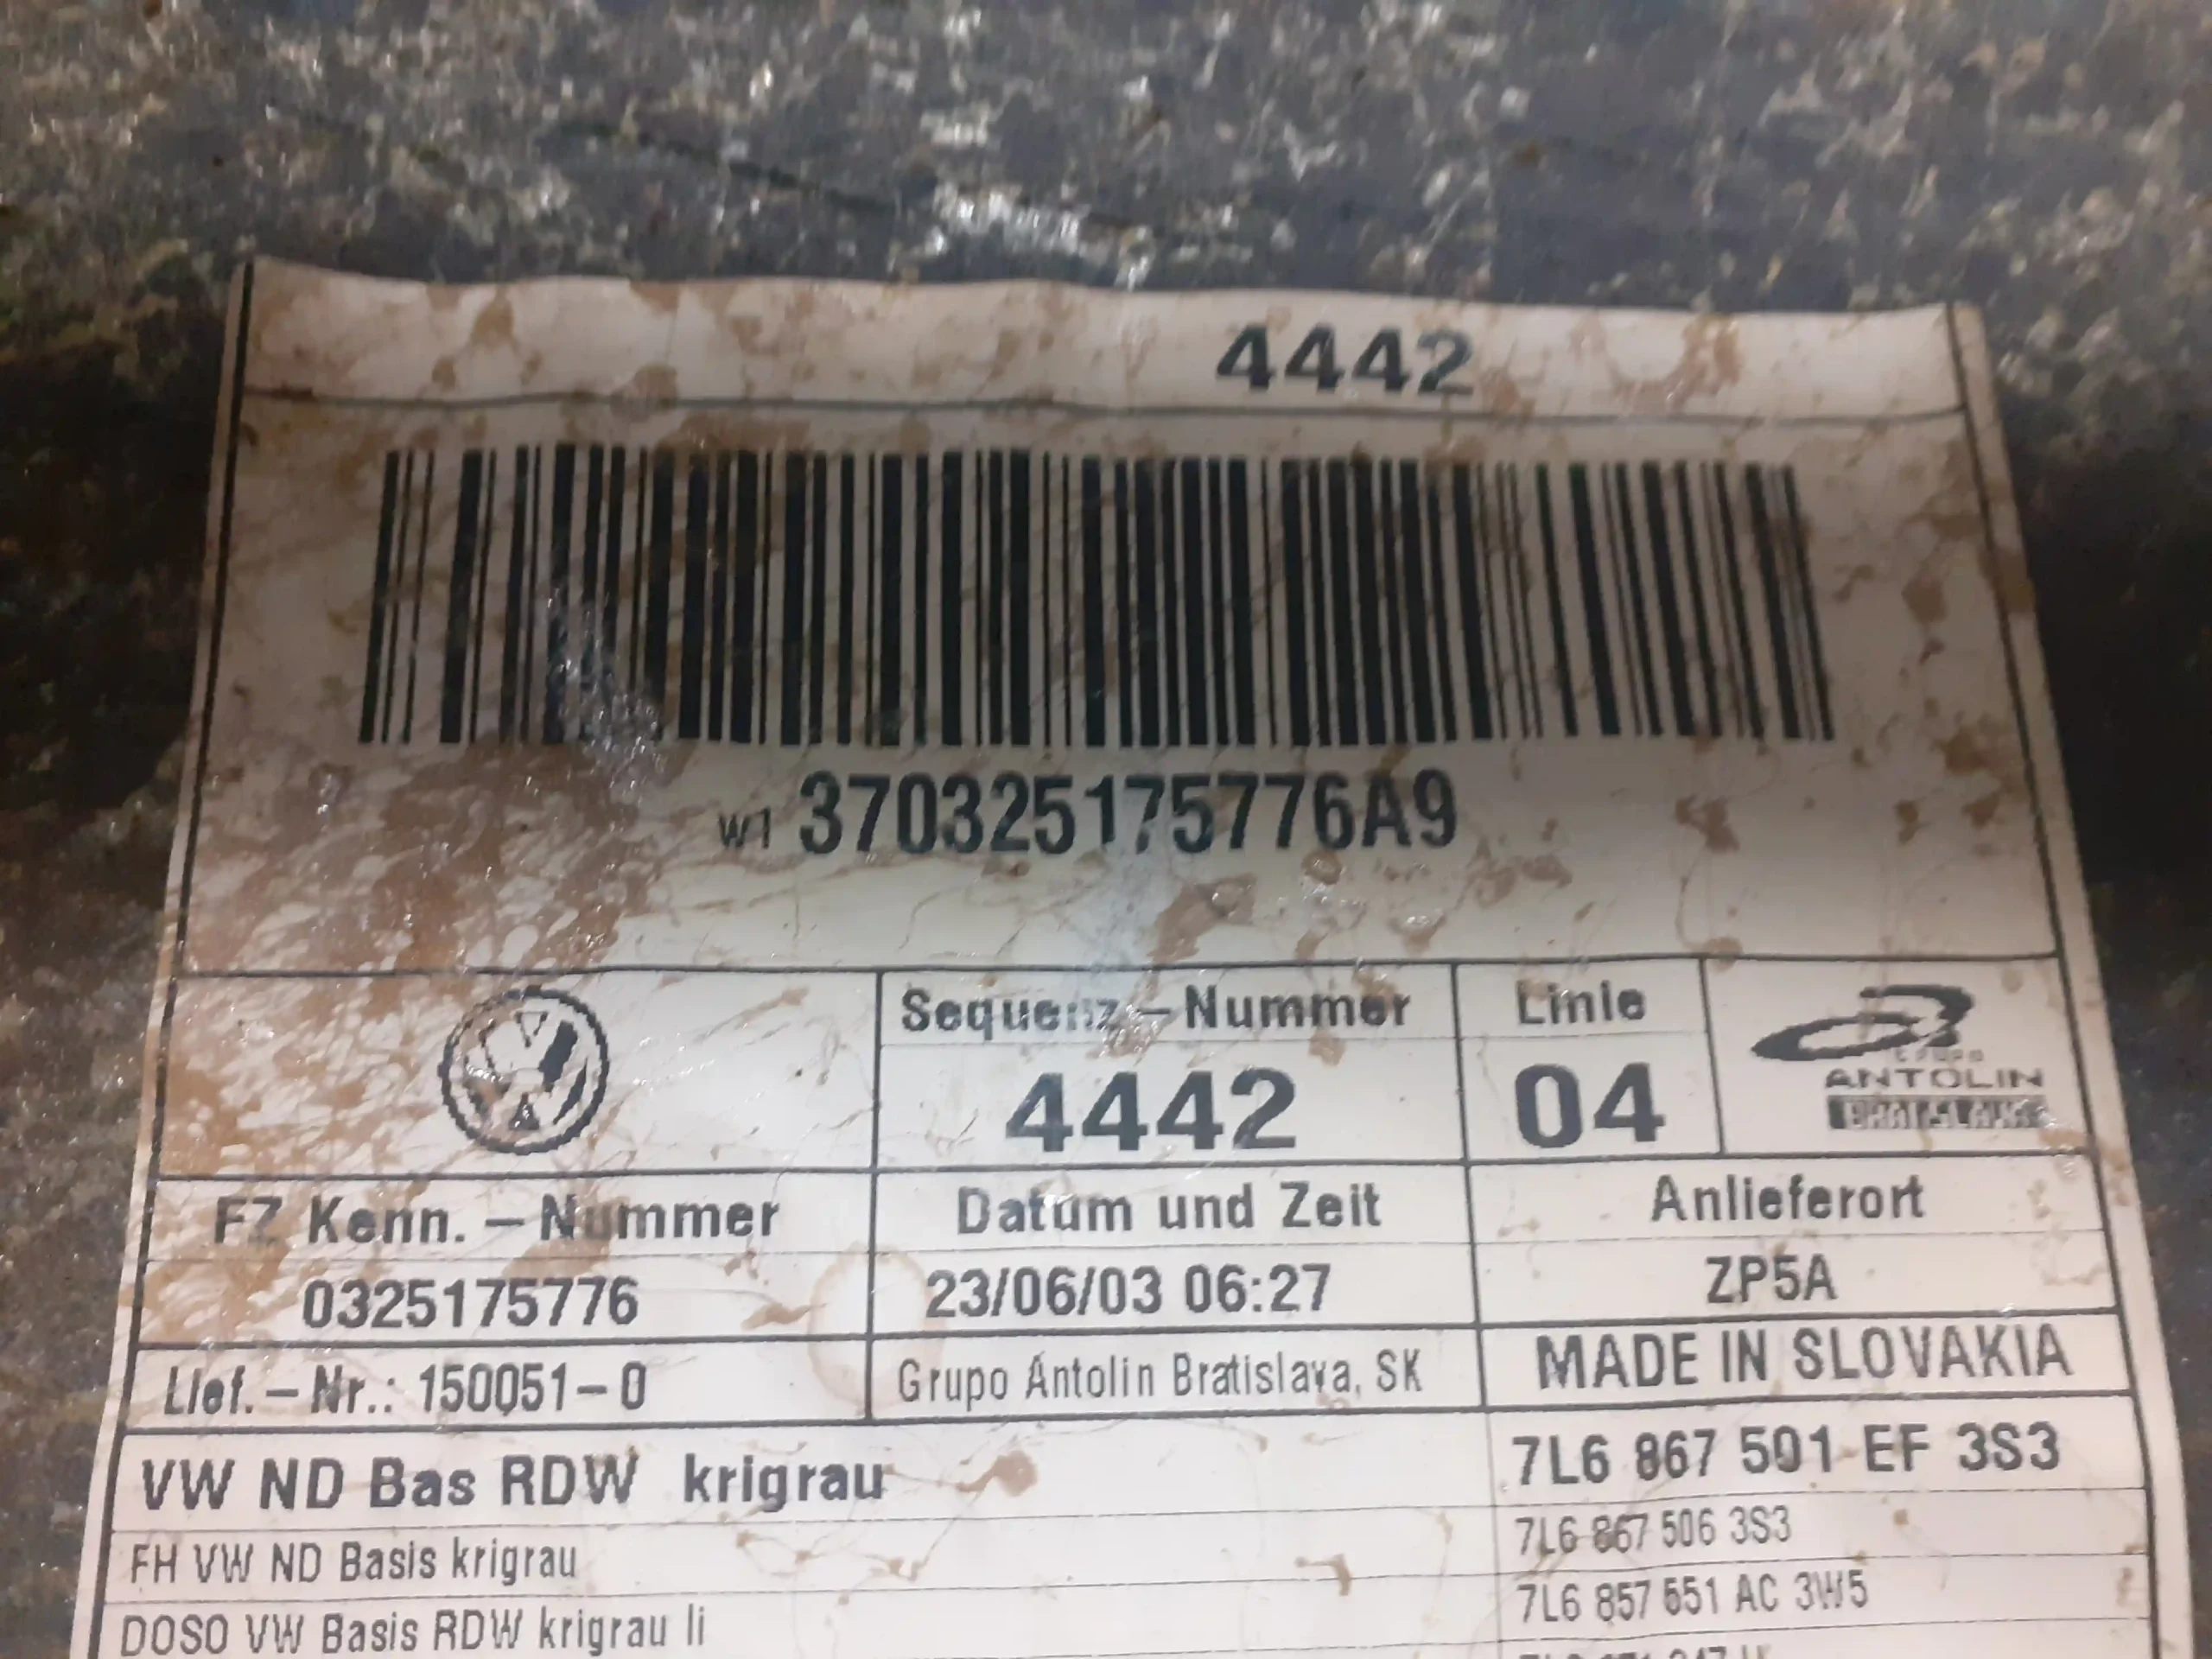 4442
W1 370325175776A9
Sequenz-Nummer
Linie
GRUPO
ANTOLIN
BRATISLAVA
4442
04
FZ Kenn.-Nummer
Datum und Zeit
Anlieferort
0325175776
23/06/03 06:27
ZP5A
Lief.-Nr.: 150051-0
Grupo Antolin Bratislava, SK
MADE IN SLOVAKIA
VW ND Bas RDW krigrau
7L6 867 501 EF 3S3
FH VW ND Basis krigrau
7L6 867 506 3S3
DOSO VW Basis RDW krigrau li
7L6 857 551 AC 3W5